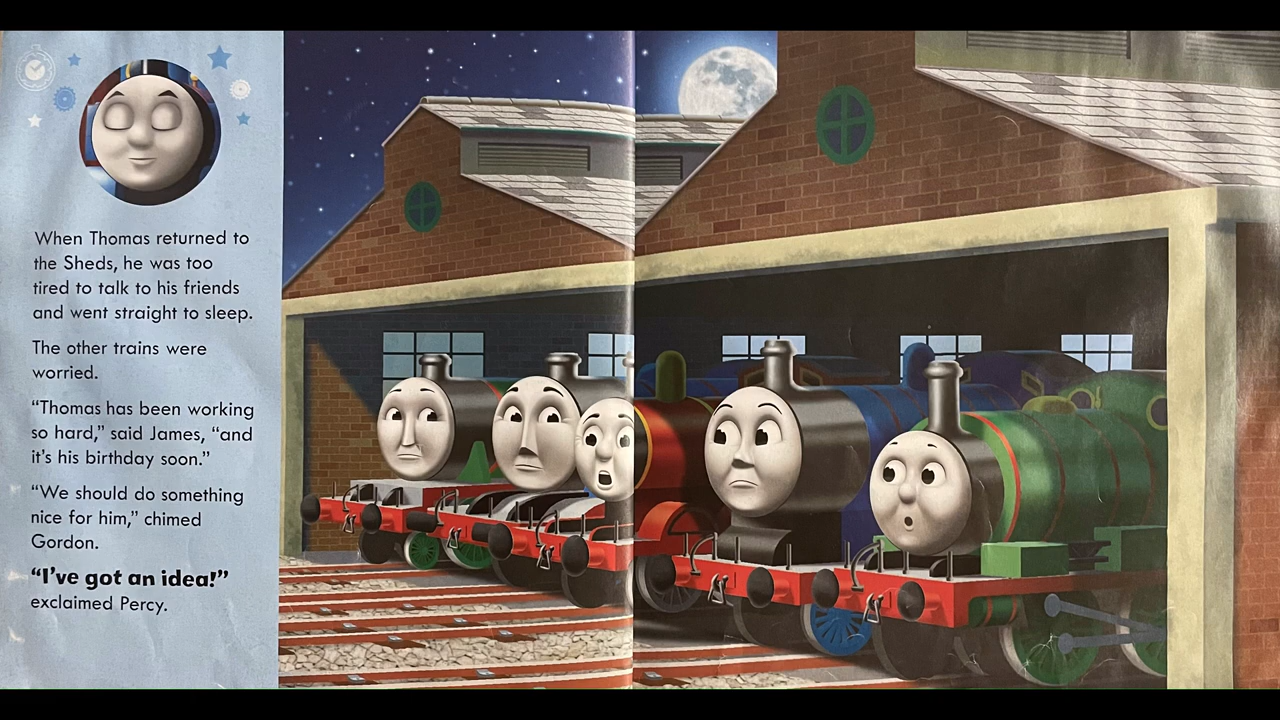 When Thomas returned to
the Sheds, he was too
tired to talk to his friends
and went straight to sleep.
The other trains were
worried.
“Thomas has been working
so hard,” said James, “and
it’s his birthday soon.”
“We should do something
nice for him,” chimed
Gordon.
“I’ve got an idea!”
exclaimed Percy.